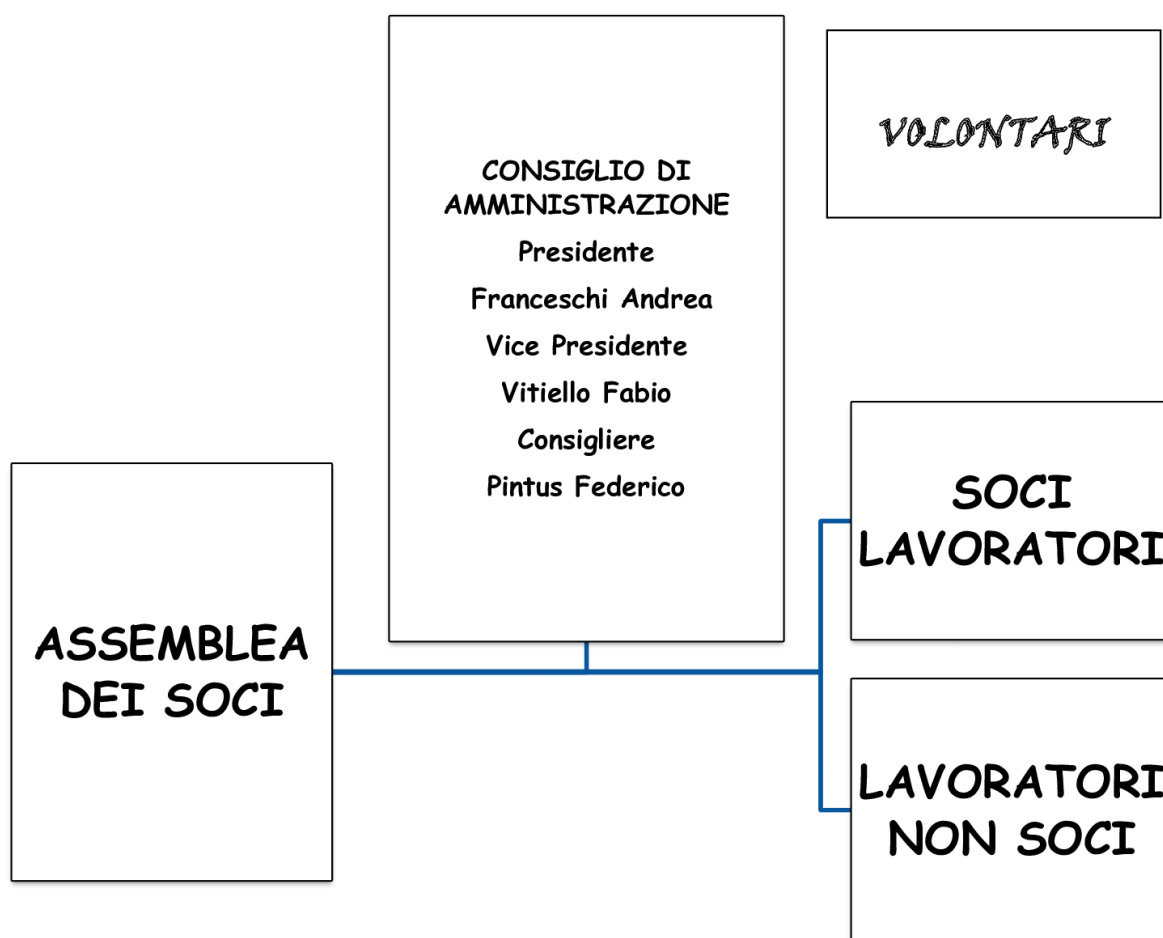 CONSIGLIO DI
AMMINISTRAZIONE
Presidente
Franceschi Andrea
Vice Presidente
Vitiello Fabio
Consigliere
Pintus Federico
VOLONTARI
ASSEMBLEA
DEI SOCI
SOCI
LAVORATORI
LAVORATORI
NON SOCI